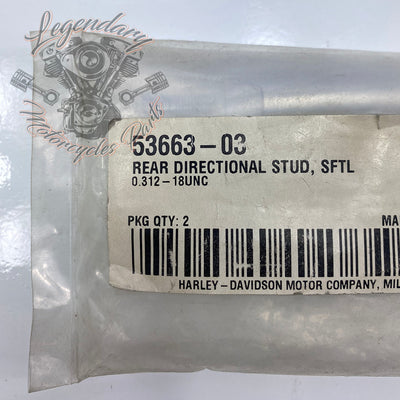 Legendary
Motorcycles Parts
53663-03
REAR DIRECTIONAL STUD, SFTL
0.312-18UNC
PKG QTY: 2 MA
HARLEY-DAVIDSON MOTOR COMPANY, MIL